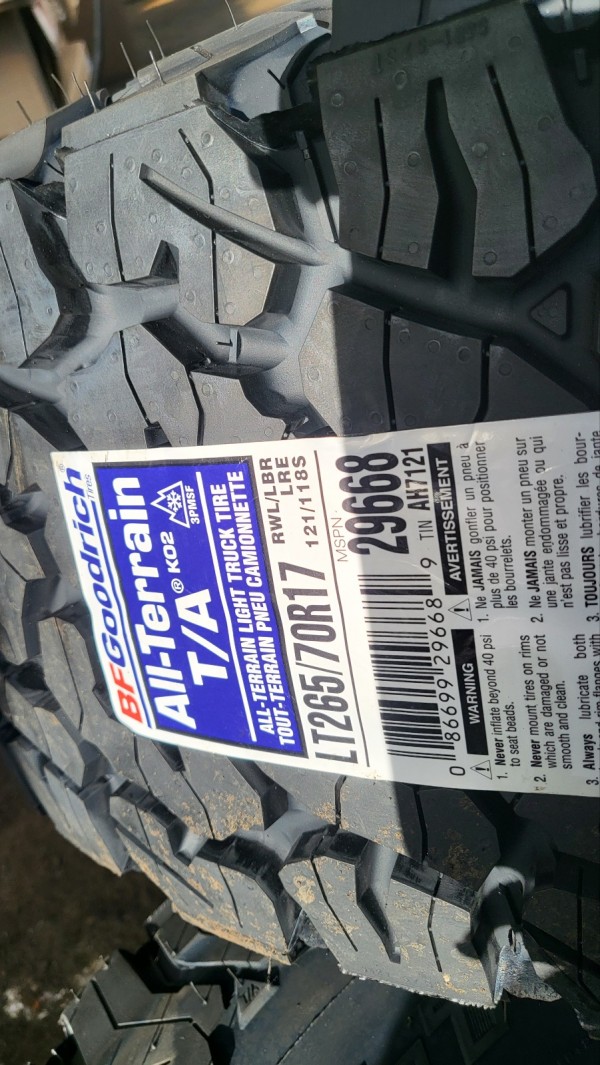 BFGoodrich Tires
All-Terrain
T/A® KO2
3PMSF
ALL-TERRAIN LIGHT TRUCK TIRE
TOUT-TERRAIN PNEU CAMIONNETTE
LT265/70R17
RWL/LBR
LRE
121/118S
MSPN:
29668
0 86699 29668 9
TIN AH7121
WARNING
1. Never inflate beyond 40 psi
to seat beads.
2. Never mount tires on rims
which are damaged or not
smooth and clean.
3. Always lubricate both
AVERTISSEMENT
1. Ne JAMAIS gonfler un pneu à
plus de 40 psi pour positionner
les bourrelets.
2. Ne JAMAIS monter un pneu sur
une jante endommagée ou qui
n'est pas lisse et propre.
3. TOUJOURS lubrifier les bour-